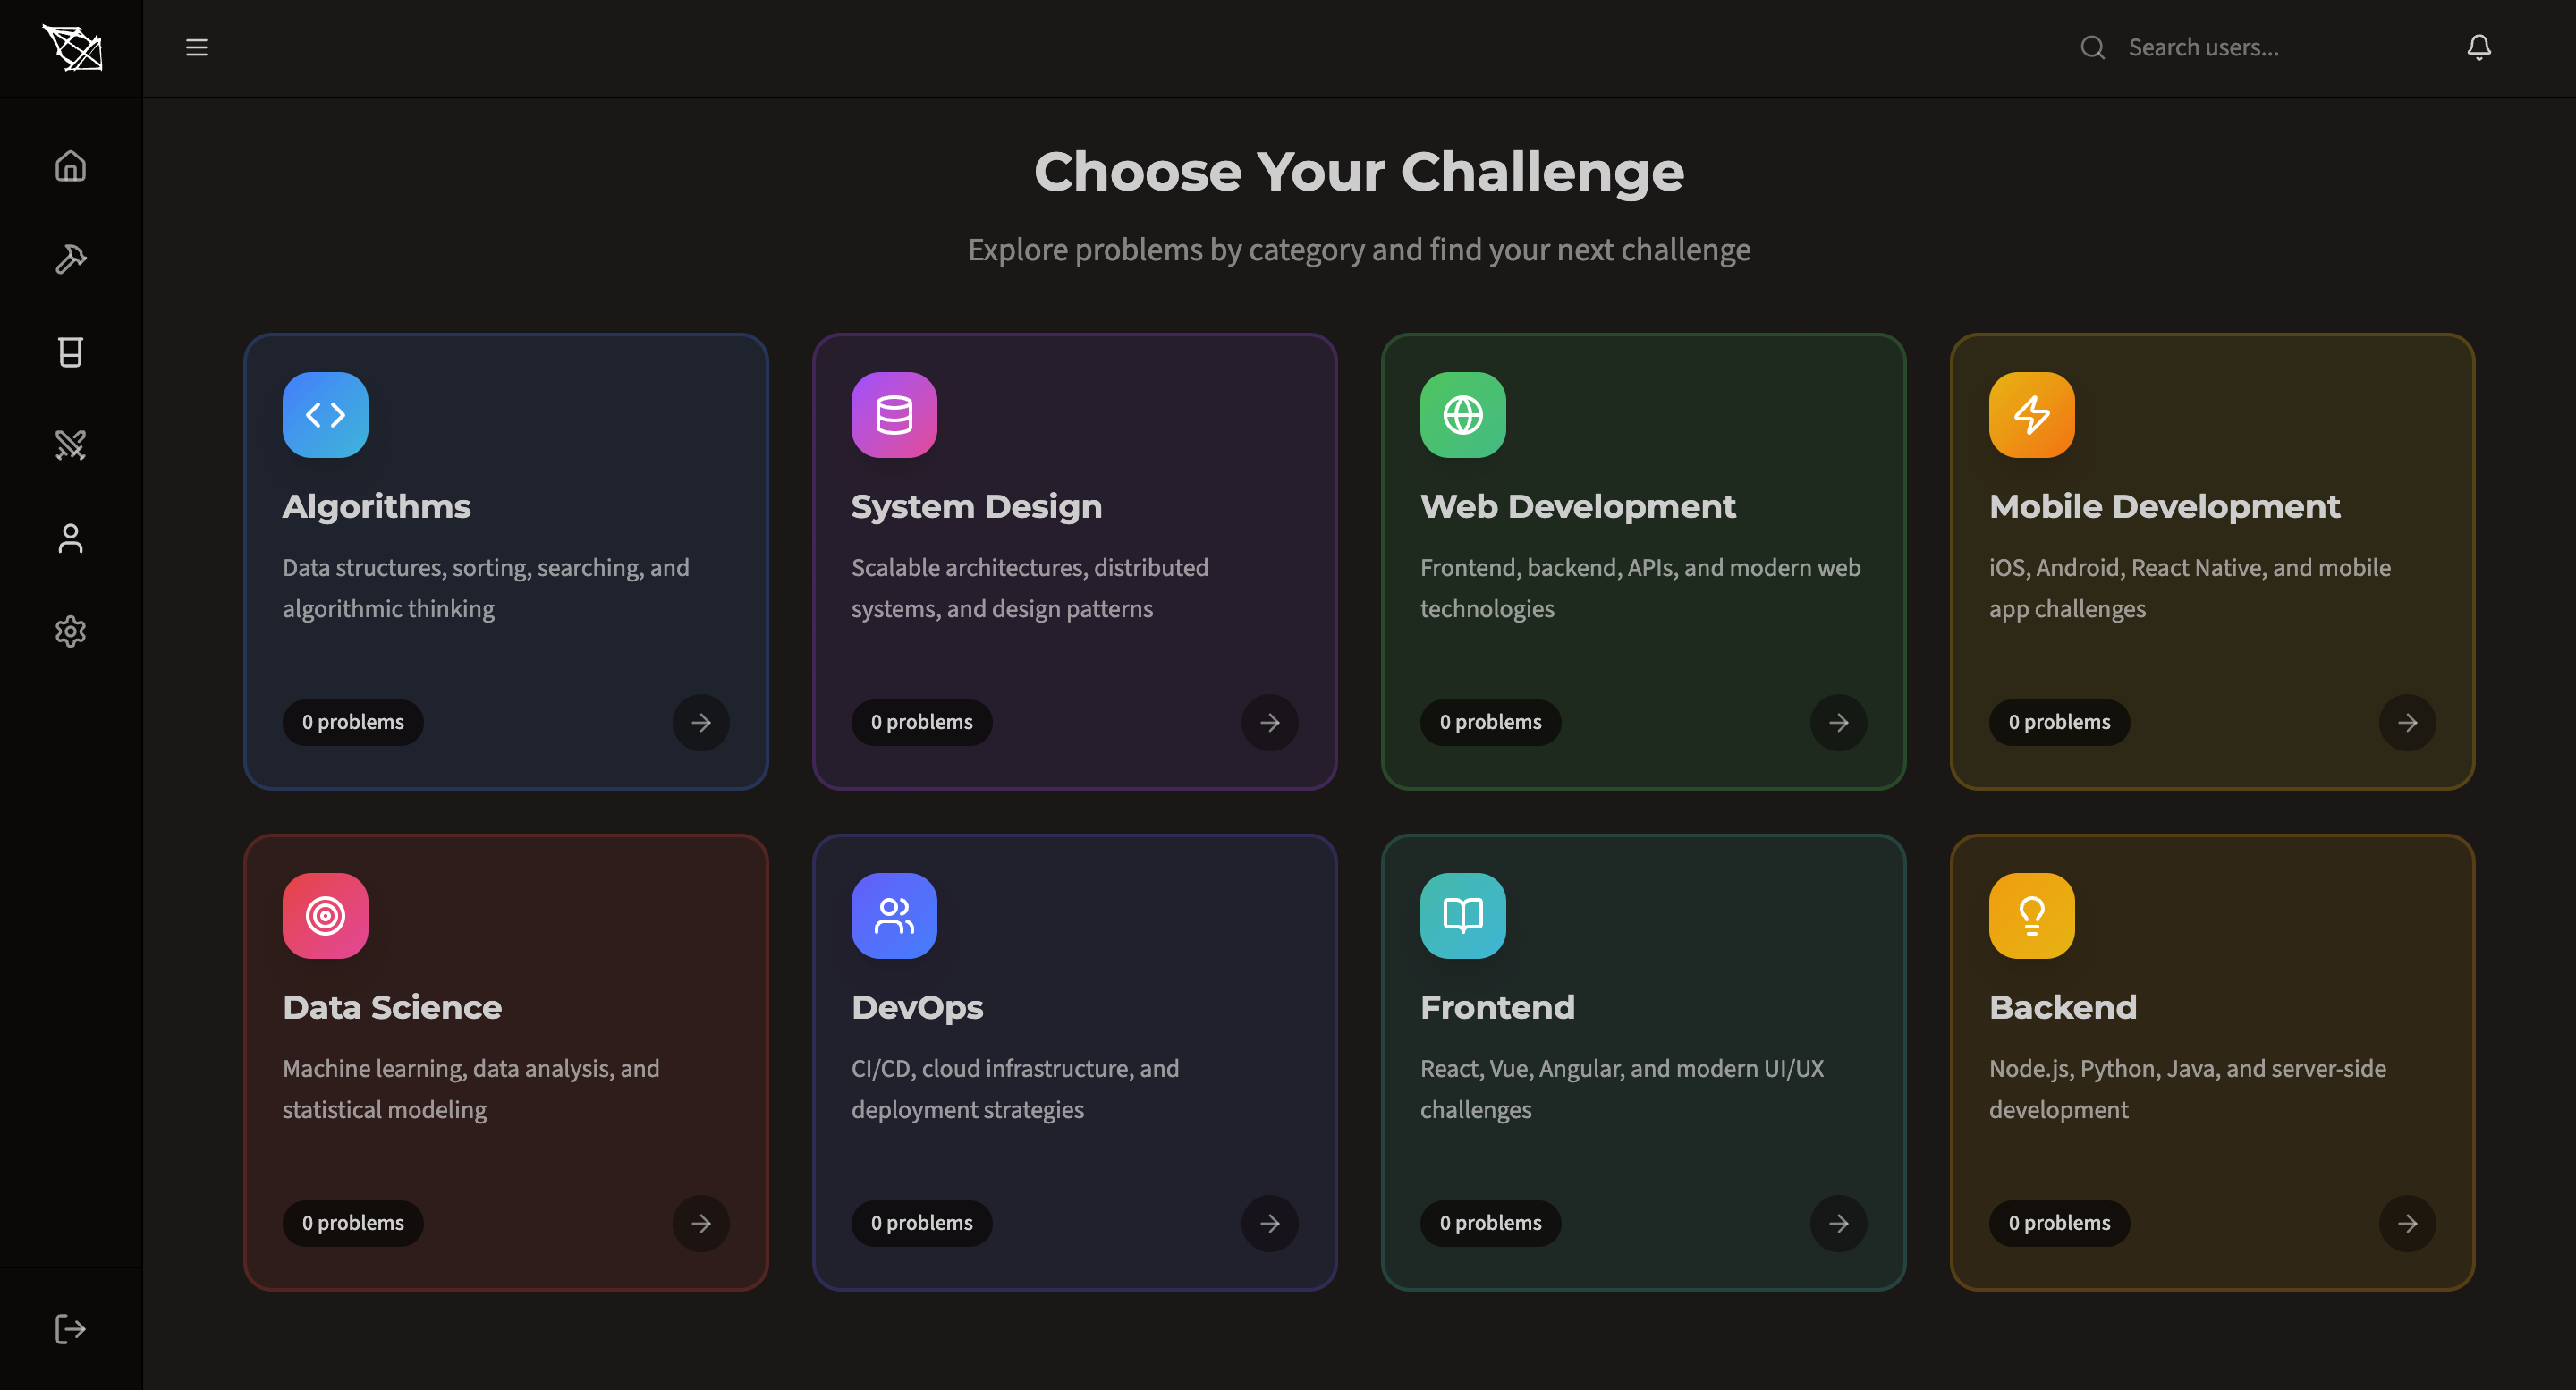 Search users...
Choose Your Challenge
Explore problems by category and find your next challenge
Algorithms
Data structures, sorting, searching, and
algorithmic thinking
0 problems
System Design
Scalable architectures, distributed
systems, and design patterns
0 problems
Web Development
Frontend, backend, APIs, and modern web
technologies
0 problems
Mobile Development
iOS, Android, React Native, and mobile
app challenges
0 problems
Data Science
Machine learning, data analysis, and
statistical modeling
0 problems
DevOps
CI/CD, cloud infrastructure, and
deployment strategies
0 problems
Frontend
React, Vue, Angular, and modern UI/UX
challenges
0 problems
Backend
Node.js, Python, Java, and server-side
development
0 problems